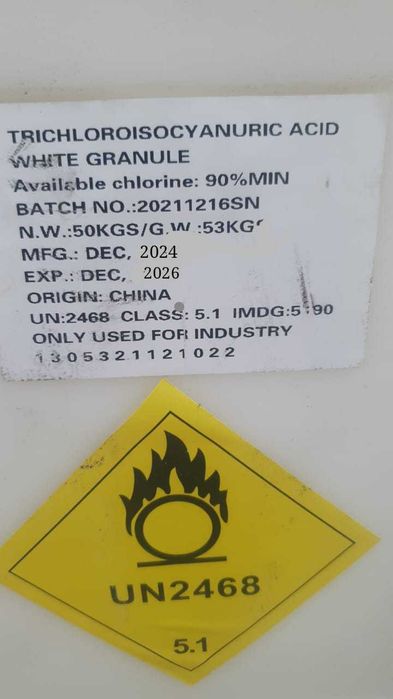 TRICHLOROISOCYANURIC ACID
WHITE GRANULE
Available chlorine: 90%MIN
BATCH NO.:20211216SN
N.W.:50KGS/G.W :53KGS
MFG.: DEC, 2024
EXP.: DEC, 2026
ORIGIN: CHINA
UN:2468 CLASS: 5.1 IMDG:5190
ONLY USED FOR INDUSTRY
1305321121022
UN2468
5.1